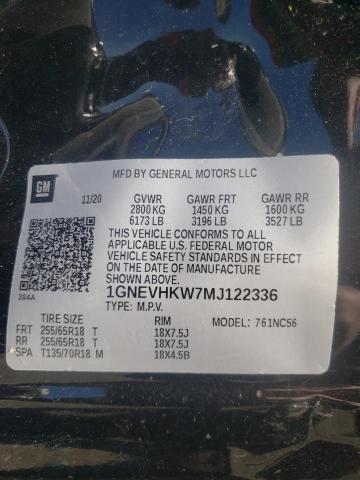 MFD BY GENERAL MOTORS LLC
GM
11/20 GVWR GAWR FRT GAWR RR
2800 KG 1450 KG 1600 KG
6173 LB 3196 LB 3527 LB
THIS VEHICLE CONFORMS TO ALL
APPLICABLE U.S. FEDERAL MOTOR
VEHICLE SAFETY STANDARDS IN EFFECT
ON THE DATE OF MANUFACTURE SHOWN ABOVE.
384A
1GNEVHKW7MJ122336
TYPE: M.P.V.
TIRE SIZE RIM MODEL: 761NC56
FRT 255/65R18 T 18X7.5J
RR 255/65R18 T 18X7.5J
SPA T135/70R18 M 18X4.5B